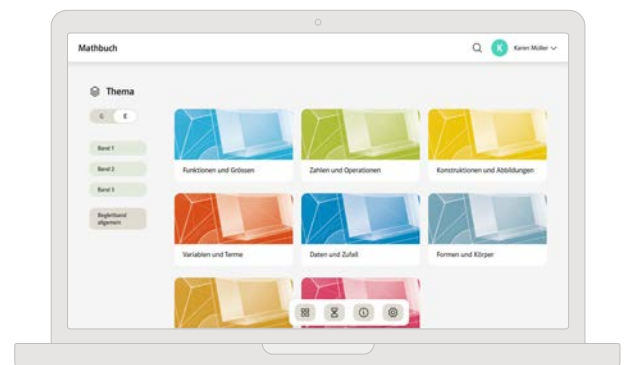 Mathbuch
K
Karen Müller
Thema
G E
Band 1
Band 2
Band 3
Begleitband
allgemein
Funktionen und Grössen
Zahlen und Operationen
Konstruktionen und Abbildungen
Variablen und Terme
Daten und Zufall
Formen und Körper